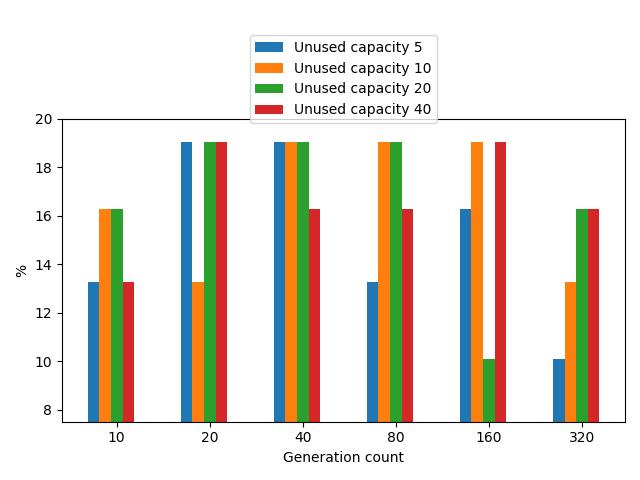 Unused capacity 5
Unused capacity 10
Unused capacity 20
Unused capacity 40
20
18
16
14
12
10
8
%
10 20 40 80 160 320
Generation count